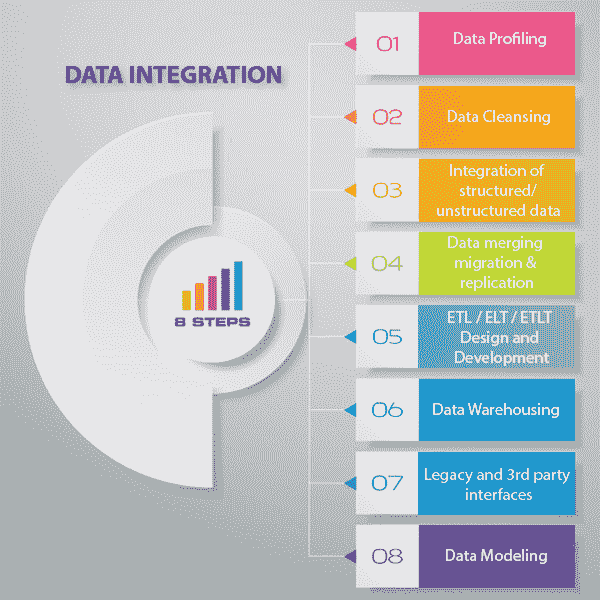 DATA INTEGRATION
8 STEPS
01
Data Profiling
02
Data Cleansing
03
Integration of
structured/
unstructured data
04
Data merging
migration &
replication
05
ETL / ELT / ETLT
Design and
Development
06
Data Warehousing
07
Legacy and 3rd party
interfaces
08
Data Modeling